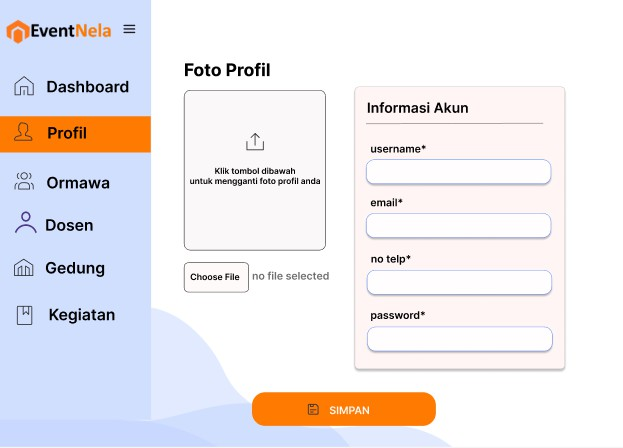 EventNela
Dashboard
Profil
Ormawa
Dosen
Gedung
Kegiatan
Foto Profil
Klik tombol dibawah
untuk mengganti foto profil anda
Choose File no file selected
Informasi Akun
username*
email*
no telp*
password*
SIMPAN